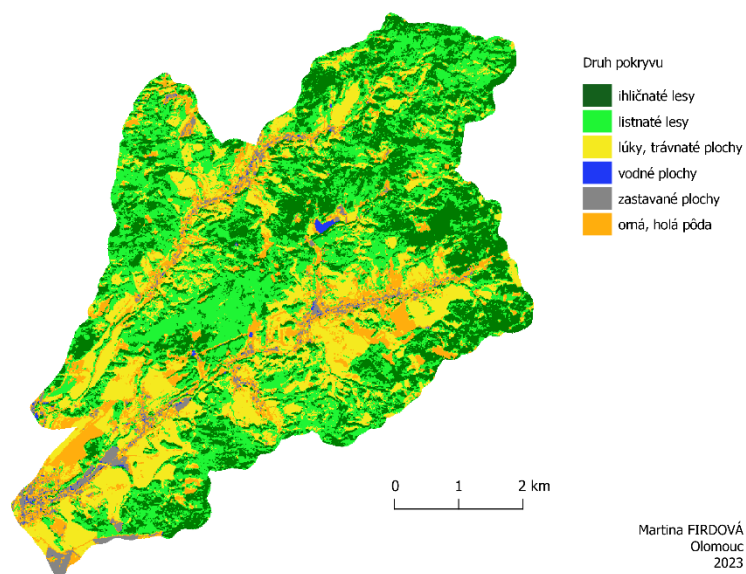 Druh pokryvu
ihličnaté lesy
listnaté lesy
lúky, trávnaté plochy
vodné plochy
zastavané plochy
orná, holá pôda
0 1 2 km
Martina FIRDOVÁ
Olomouc
2023